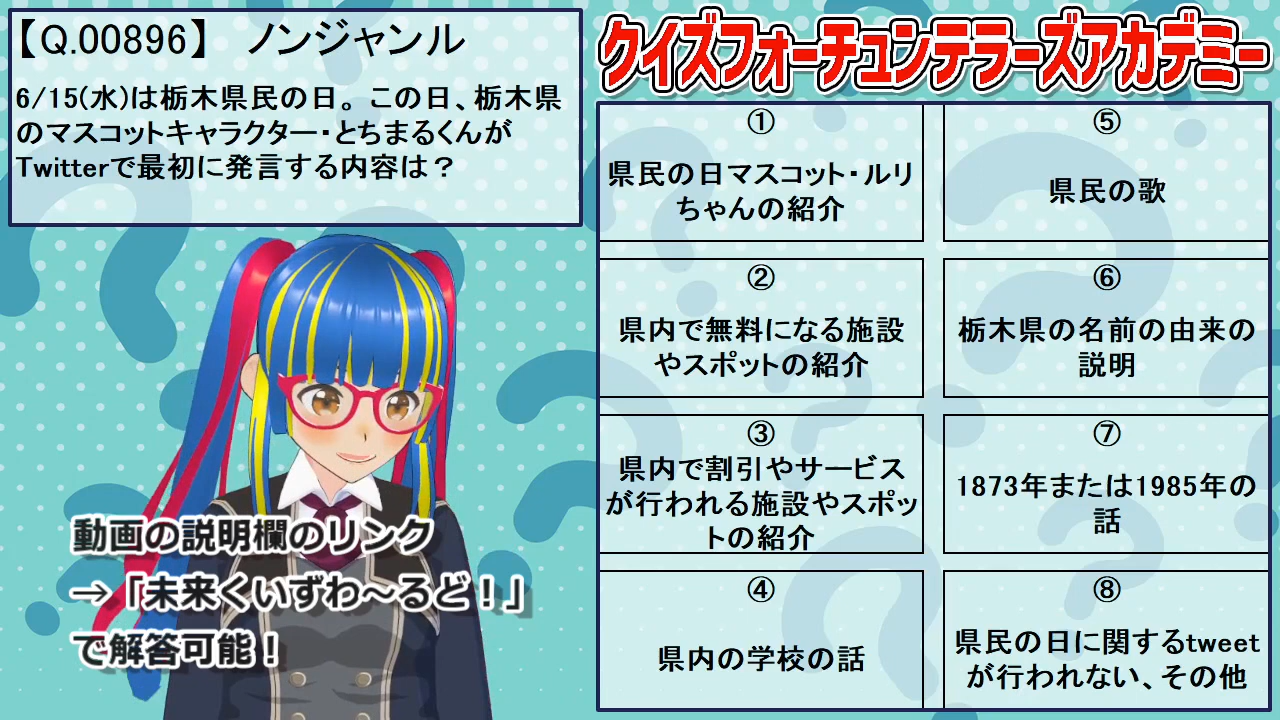 【Q.00896】 ノンジャンル
6/15(水)は栃木県民の日。この日、栃木県
のマスコットキャラクター・とちまるくんが
Twitterで最初に発言する内容は？
クイズフォーチュンテラーズアカデミー
①
県民の日マスコット・ルリ
ちゃんの紹介
②
県内で無料になる施設
やスポットの紹介
③
県内で割引やサービス
が行われる施設やスポッ
トの紹介
④
県内の学校の話
⑤
県民の歌
⑥
栃木県の名前の由来の
説明
⑦
1873年または1985年の
話
⑧
県民の日に関するtweet
が行われない、その他
動画の説明欄のリンク
→「未来くいずわ～るど！」
で解答可能！